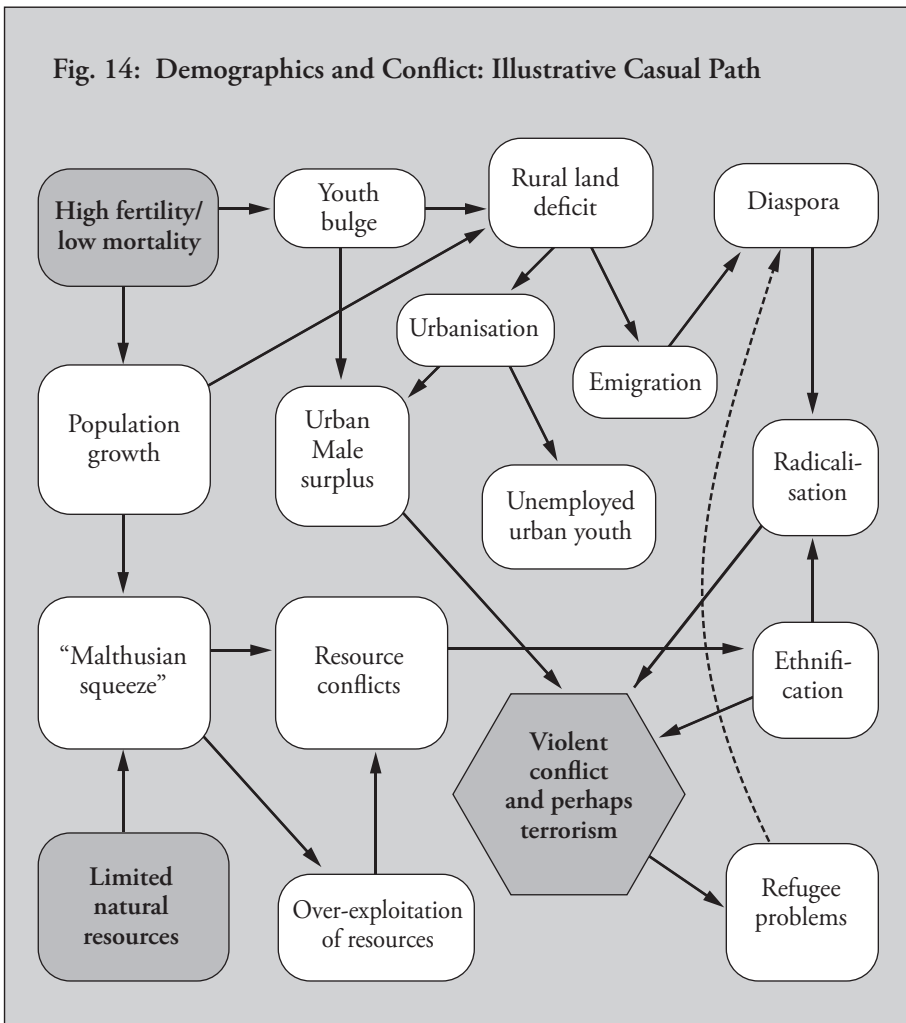 Fig. 14: Demographics and Conflict: Illustrative Casual Path
High fertility/
low mortality
Youth
bulge
Rural land
deficit
Diaspora
Urbanisation
Emigration
Population
growth
Urban
Male
surplus
Unemployed
urban youth
Radicali-
sation
“Malthusian
squeeze”
Resource
conflicts
Ethnifi-
cation
Violent
conflict
and perhaps
terrorism
Limited
natural
resources
Over-exploitation
of resources
Refugee
problems